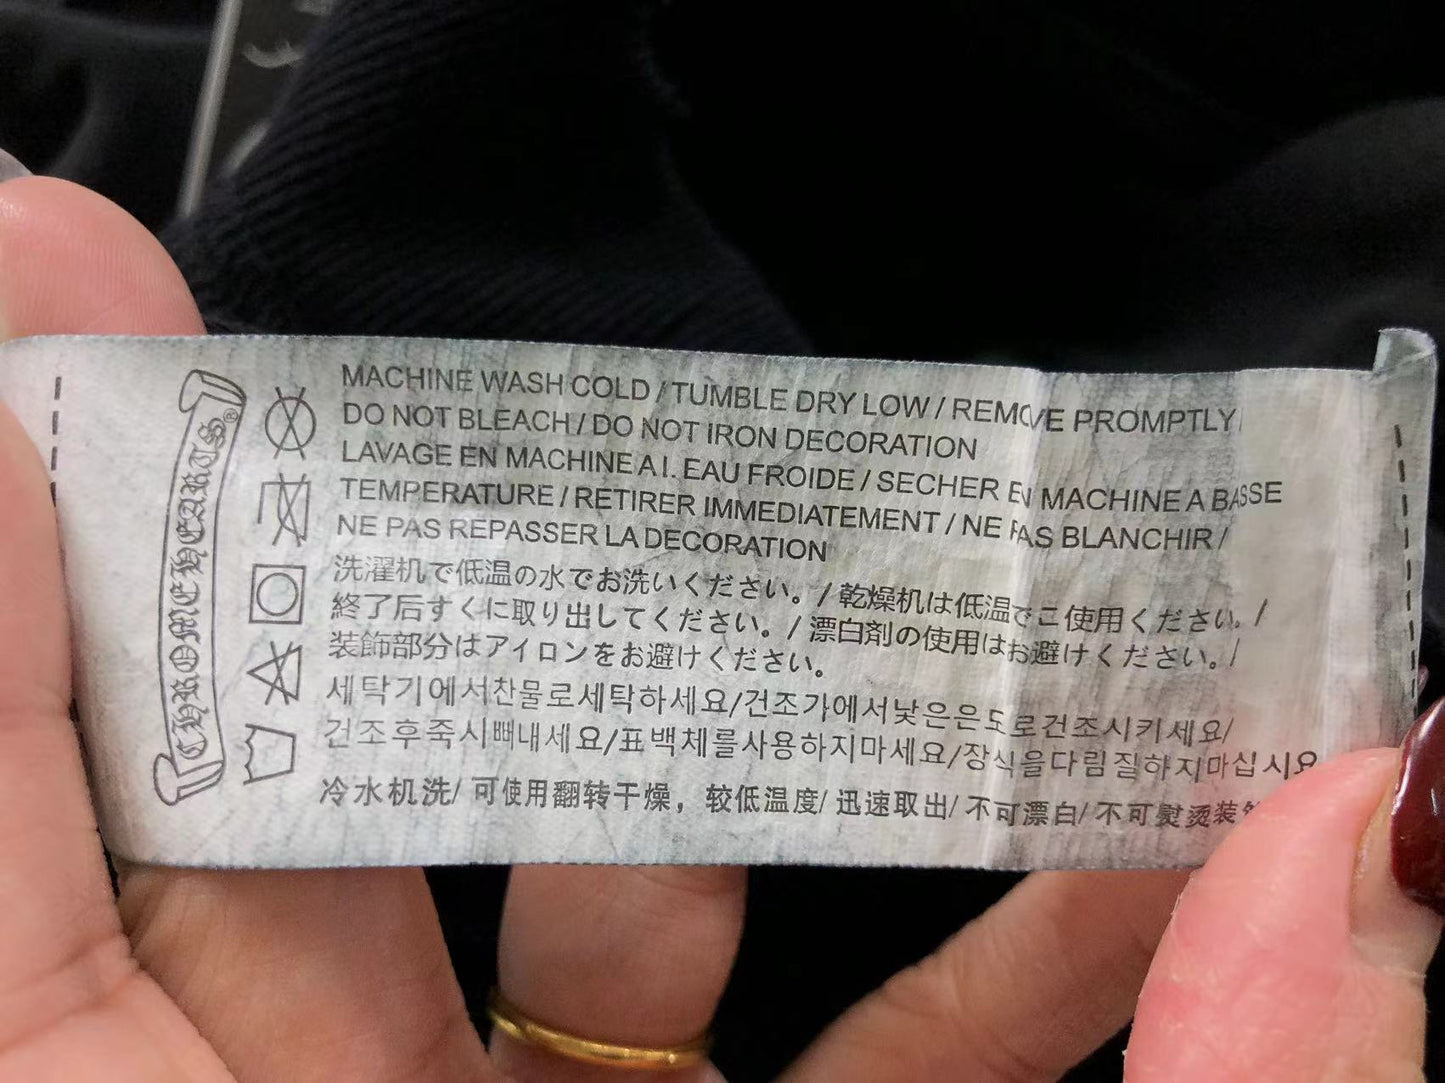 CHROME HEARTS®
MACHINE WASH COLD / TUMBLE DRY LOW / REMOVE PROMPTLY
DO NOT BLEACH / DO NOT IRON DECORATION
LAVAGE EN MACHINE A I. EAU FROIDE / SECHER EN MACHINE A BASSE
TEMPERATURE / RETIRER IMMEDIATEMENT / NE PAS BLANCHIR /
NE PAS REPASSER LA DECORATION
洗濯机で低温の水でお洗いください。/ 乾燥机は低温でご使用ください。/
終了后すくに取り出してください。/ 漂白剤の使用はお避けください。/
装飾部分はアイロンをお避けください。
세탁기에서찬물로세탁하세요/건조가에서낮은은도로건조시키세요/
건조후죽시뻐내세요/표백체를사용하지마세요/장식을다림질하지마십시오
冷水机洗/ 可使用翻转干燥，较低温度/ 迅速取出/ 不可漂白/ 不可熨烫装